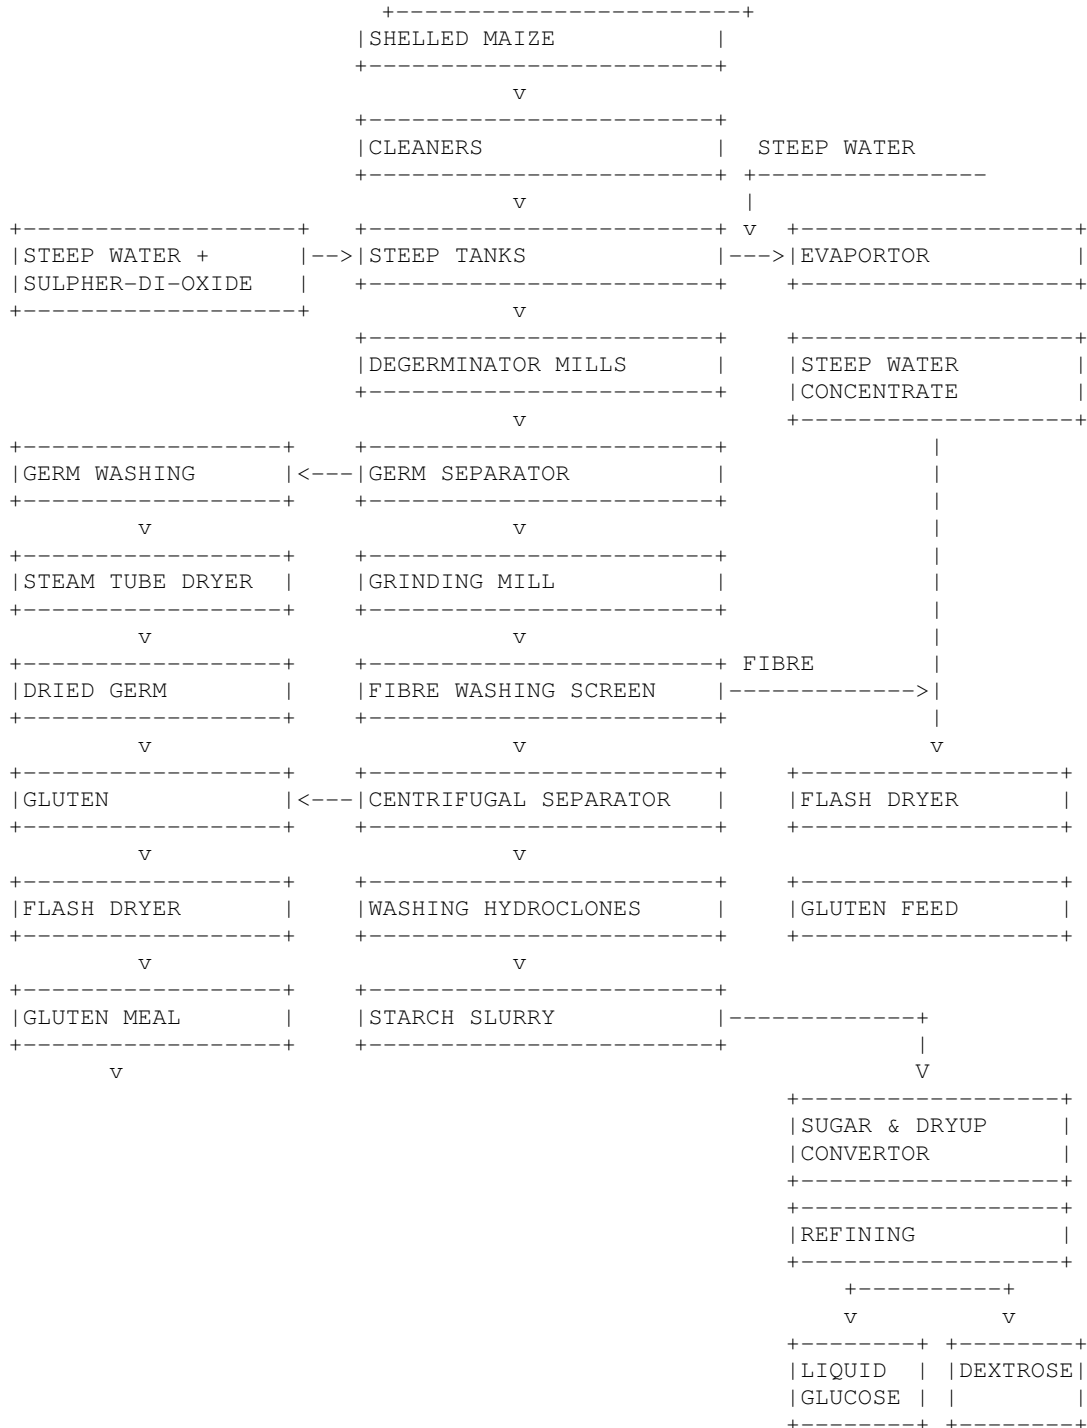 SHELLED MAIZE
CLEANERS
STEEP WATER
STEEP WATER +
SULPHER-DI-OXIDE
STEEP TANKS
EVAPORTOR
DEGERMINATOR MILLS
STEEP WATER
CONCENTRATE
GERM WASHING
GERM SEPARATOR
STEAM TUBE DRYER
GRINDING MILL
DRIED GERM
FIBRE WASHING SCREEN
FIBRE
GLUTEN
CENTRIFUGAL SEPARATOR
FLASH DRYER
FLASH DRYER
WASHING HYDROCLONES
GLUTEN FEED
GLUTEN MEAL
STARCH SLURRY
SUGAR & DRYUP
CONVERTOR
REFINING
LIQUID
GLUCOSE
DEXTROSE